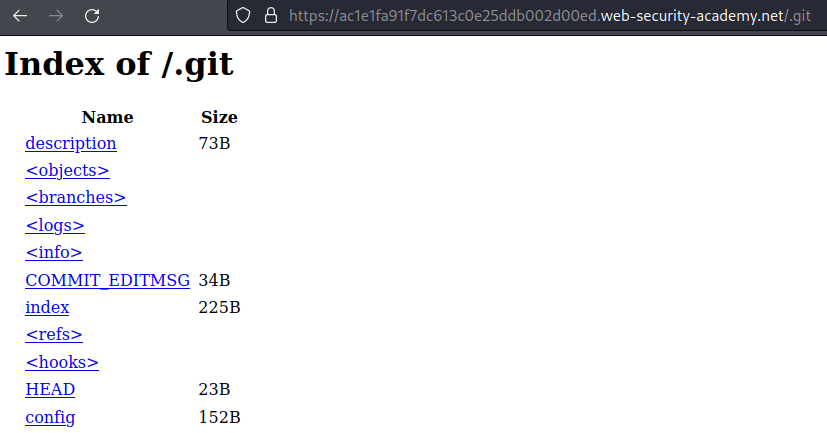 https://ac1e1fa91f7dc613c0e25ddb002d00ed.web-security-academy.net/.git
Index of /.git
Name Size
description 73B
<objects>
<branches>
<logs>
<info>
COMMIT_EDITMSG 34B
index 225B
<refs>
<hooks>
HEAD 23B
config 152B